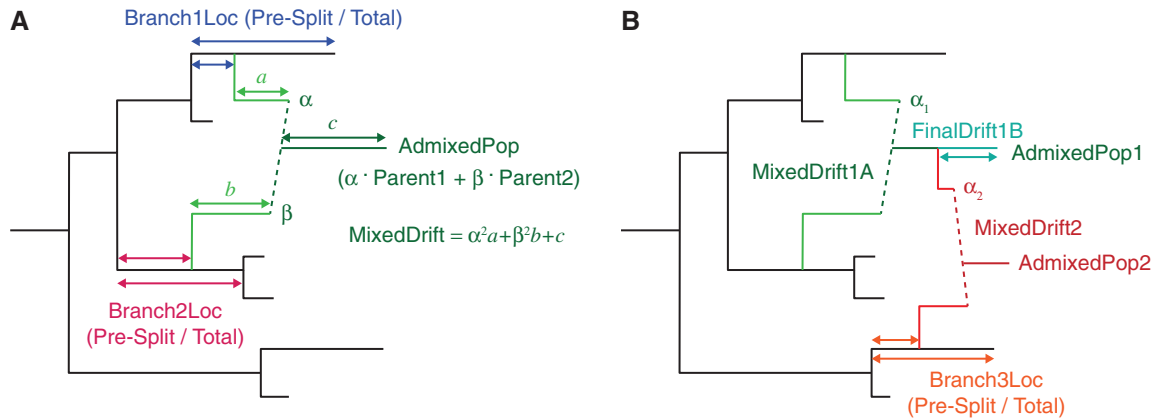 A
Branch1Loc (Pre-Split / Total)
a
α
c
AdmixedPop
(α · Parent1 + β · Parent2)
b
β
MixedDrift = α²a+β²b+c
Branch2Loc
(Pre-Split / Total)
B
α₁
FinalDrift1B
AdmixedPop1
MixedDrift1A
α₂
MixedDrift2
AdmixedPop2
Branch3Loc
(Pre-Split / Total)